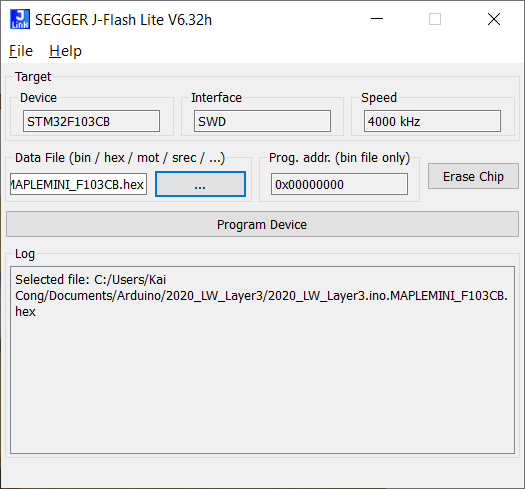 J
LinK
SEGGER J-Flash Lite V6.32h
File Help
Target
Device
Interface
Speed
STM32F103CB
SWD
4000 kHz
Data File (bin / hex / mot / srec / ...)
Prog. addr. (bin file only)
MAPLEMINI_F103CB.hex
...
0x00000000
Erase Chip
Program Device
Log
Selected file: C:/Users/Kai
Cong/Documents/Arduino/2020_LW_Layer3/2020_LW_Layer3.ino.MAPLEMINI_F103CB.
hex